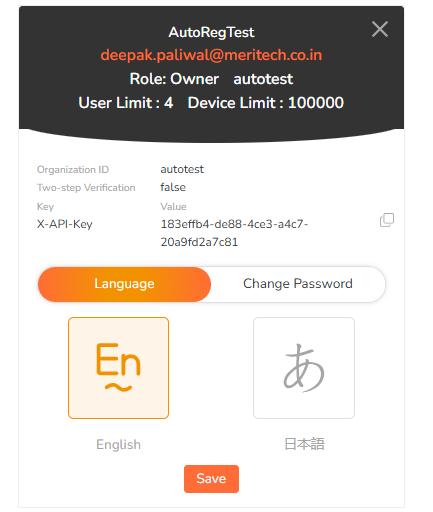 AutoRegTest
deepak.paliwal@meritech.co.in
Role: Owner autotest
User Limit : 4 Device Limit : 100000
Organization ID autotest
Two-step Verification false
Key Value
X-API-Key 183effb4-de88-4ce3-a4c7-
20a9fd2a7c81
Language Change Password
En あ
English 日本語
Save